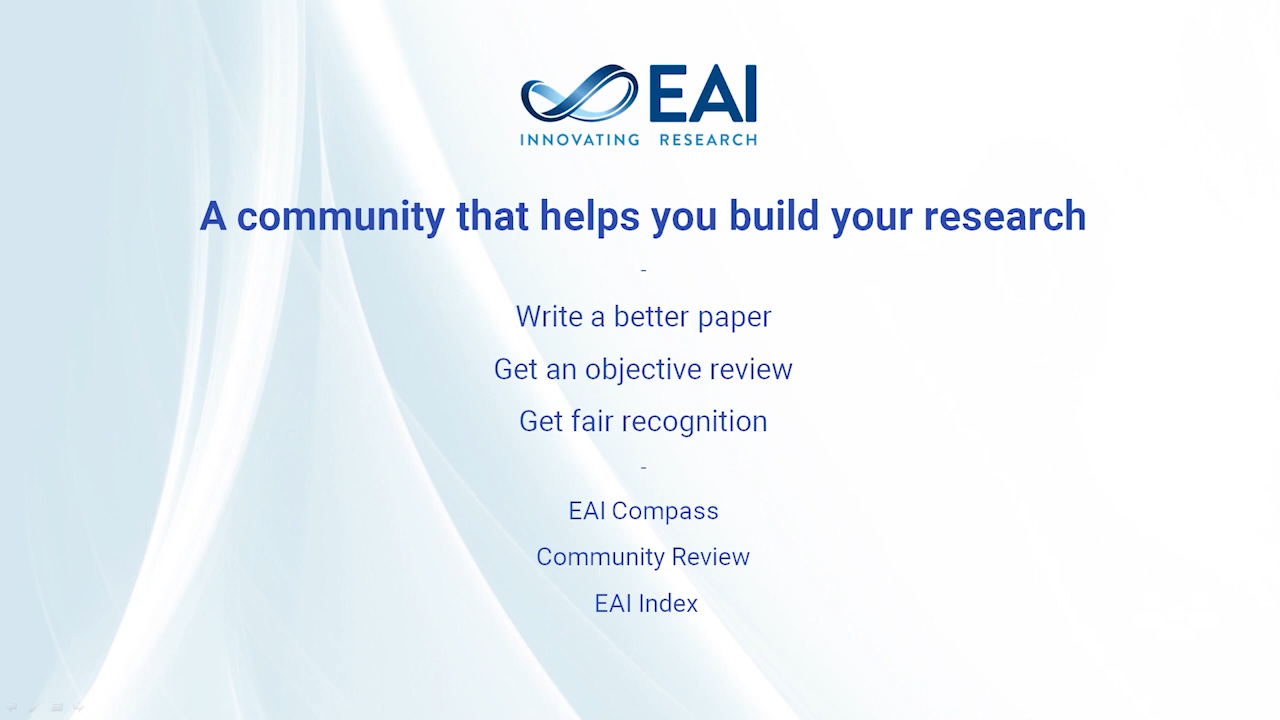 EAI
INNOVATING RESEARCH
A community that helps you build your research
-
Write a better paper
Get an objective review
Get fair recognition
-
EAI Compass
Community Review
EAI Index